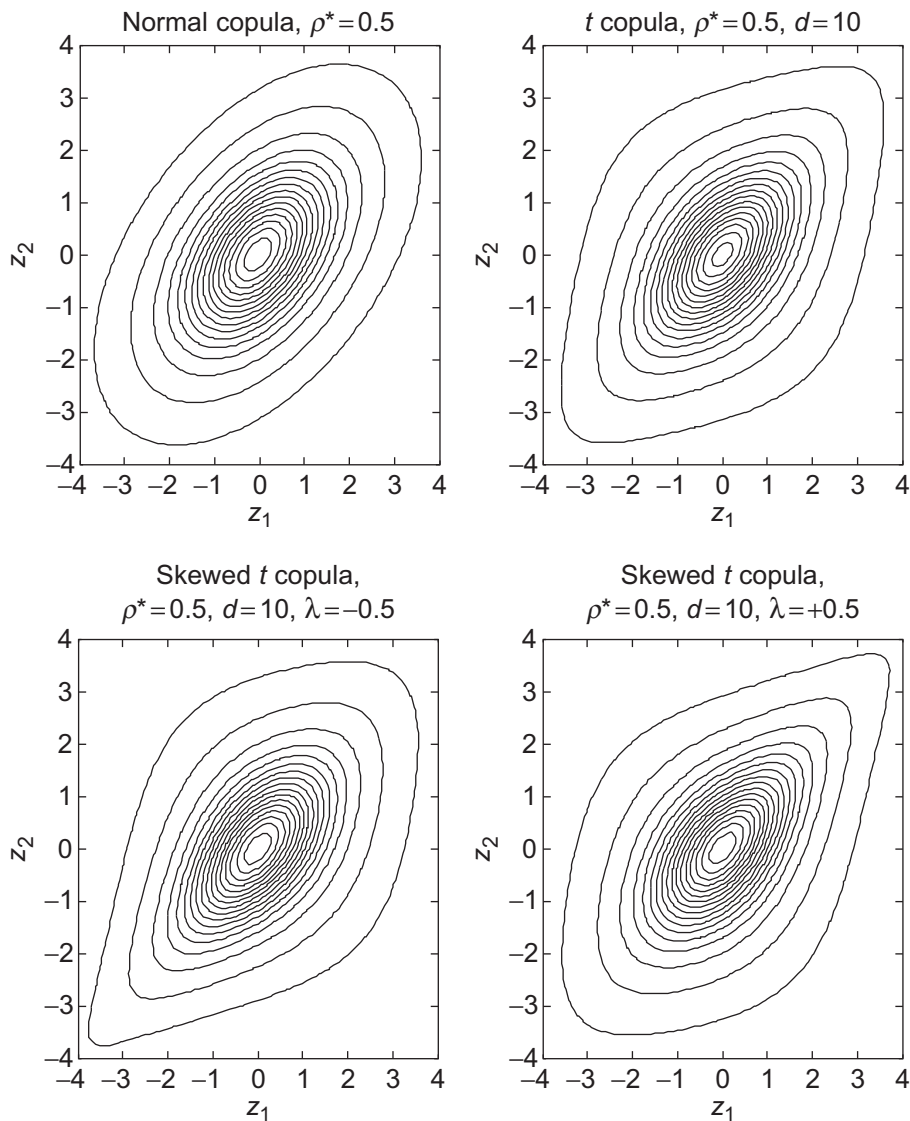 Normal copula, ρ*=0.5
4
3
2
1
0
−1
−2
−3
−4
z2
−4 −3 −2 −1 0 1 2 3 4
z1
t copula, ρ*=0.5, d=10
4
3
2
1
0
−1
−2
−3
−4
z2
−4 −3 −2 −1 0 1 2 3 4
z1
Skewed t copula,
ρ*=0.5, d=10, λ=−0.5
4
3
2
1
0
−1
−2
−3
−4
z2
−4 −3 −2 −1 0 1 2 3 4
z1
Skewed t copula,
ρ*=0.5, d=10, λ=+0.5
4
3
2
1
0
−1
−2
−3
−4
z2
−4 −3 −2 −1 0 1 2 3 4
z1